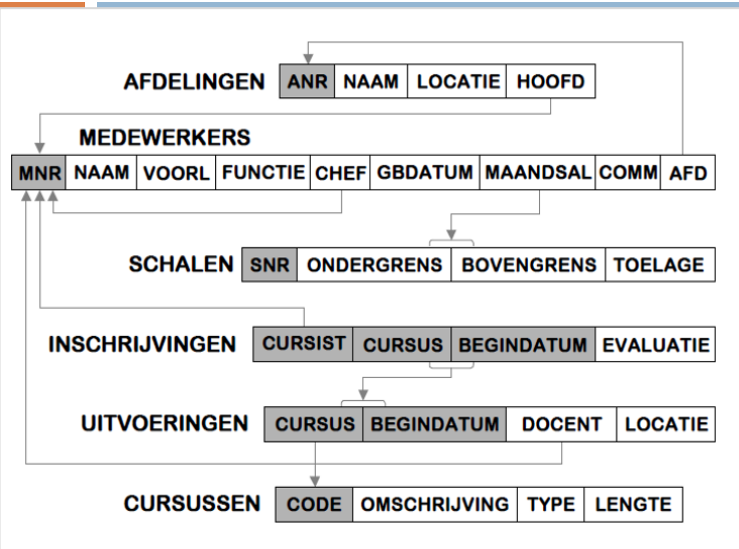 AFDELINGEN ANR NAAM LOCATIE HOOFD
MEDEWERKERS
MNR NAAM VOORL FUNCTIE CHEF GBDATUM MAANDSAL COMM AFD
SCHALEN SNR ONDERGRENS BOVENGRENS TOELAGE
INSCHRIJVINGEN CURSIST CURSUS BEGINDATUM EVALUATIE
UITVOERINGEN CURSUS BEGINDATUM DOCENT LOCATIE
CURSUSSEN CODE OMSCHRIJVING TYPE LENGTE